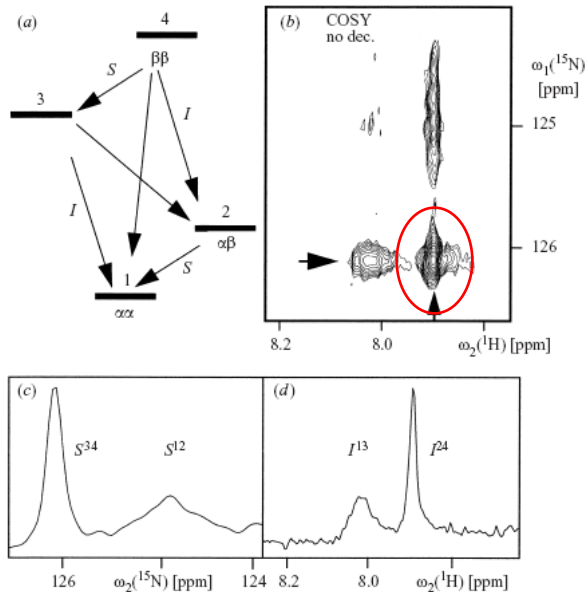 (a)
4
ββ
S
3
I
I
2
αβ
S
1
αα
(b)
COSY
no dec.
ω₁(¹⁵N)
[ppm]
125
126
8.2
8.0
ω₂(¹H) [ppm]
(c)
S³⁴
S¹²
126
ω₂(¹⁵N) [ppm]
124
(d)
I¹³
I²⁴
8.2
8.0
ω₂(¹H) [ppm]